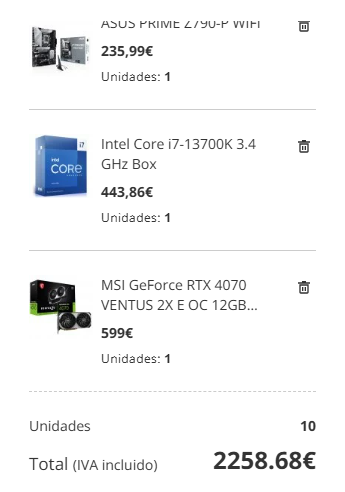 ASUS PRIME Z790-P WIFI
235,99€
Unidades: 1
intel
CORE
i7
Intel Core i7-13700K 3.4
GHz Box
443,86€
Unidades: 1
MSI GeForce RTX 4070
VENTUS 2X E OC 12GB...
599€
Unidades: 1
Unidades 10
Total (IVA incluido) 2258.68€